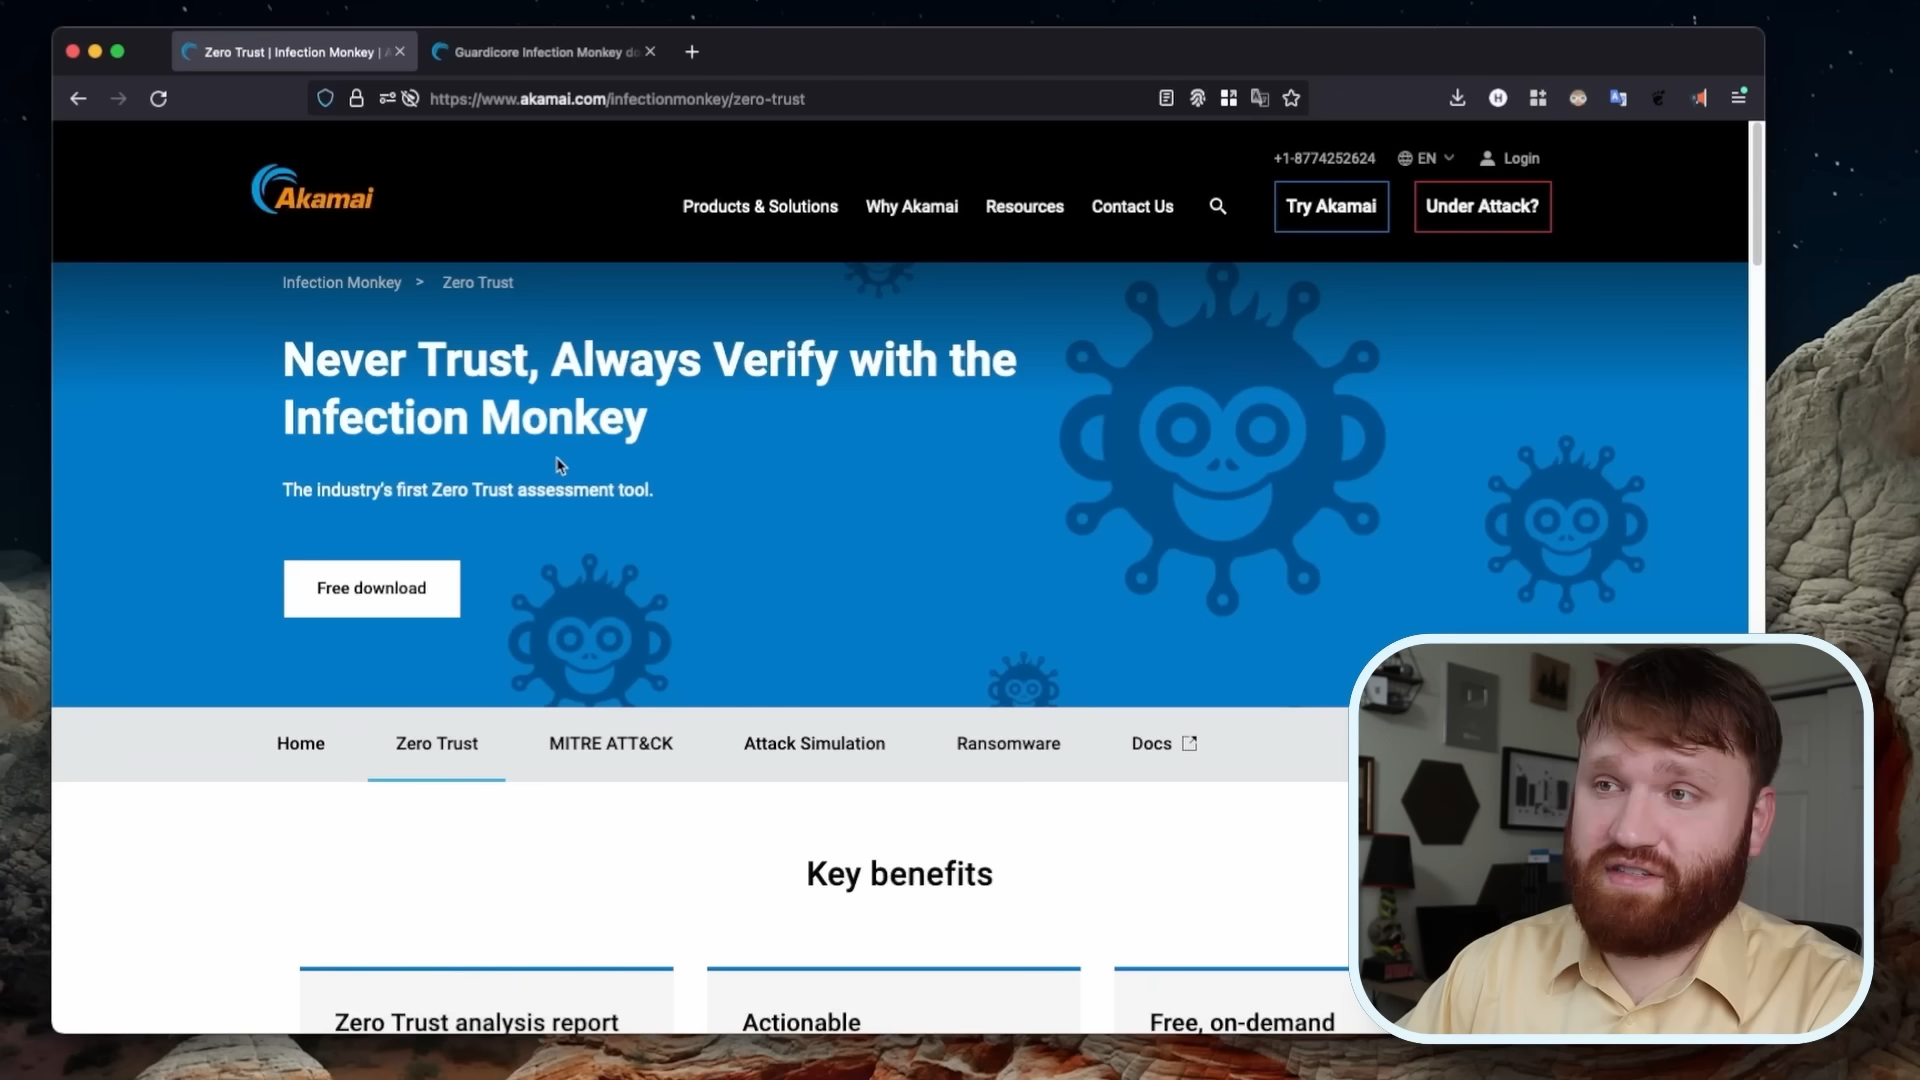 Zero Trust | Infection Monkey |
Guardicore Infection Monkey do
https://www.akamai.com/infectionmonkey/zero-trust
+1-8774252624
EN
Login
Akamai
Products & Solutions
Why Akamai
Resources
Contact Us
Try Akamai
Under Attack?
Infection Monkey > Zero Trust
Never Trust, Always Verify with the
Infection Monkey
The industry's first Zero Trust assessment tool.
Free download
Home
Zero Trust
MITRE ATT&CK
Attack Simulation
Ransomware
Docs
Key benefits
Zero Trust analysis report
Actionable
Free, on-demand